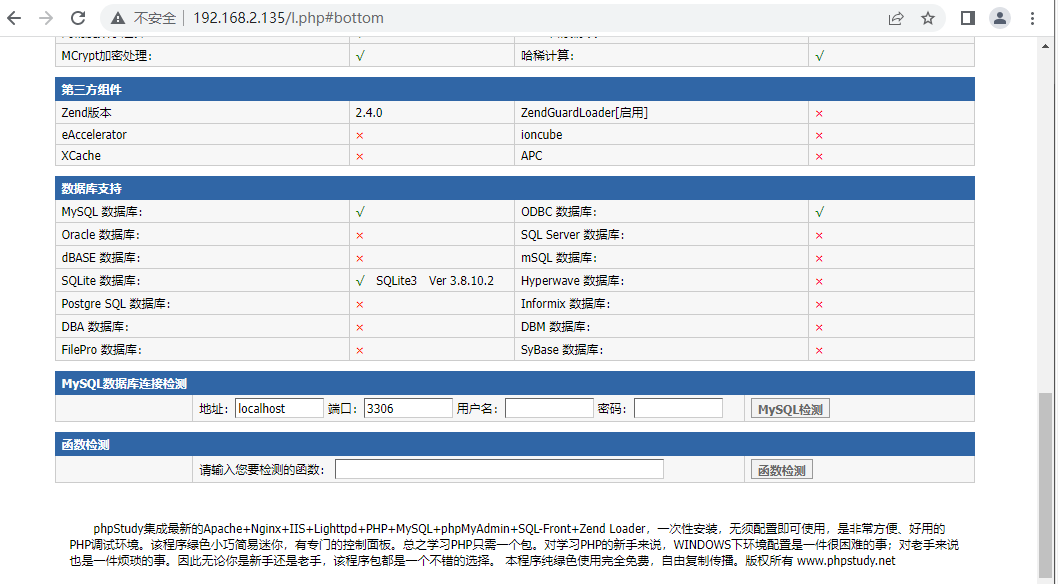 不安全 192.168.2.135/l.php#bottom
MCrypt加密处理: √ 哈稀计算: √
第三方组件
Zend版本 2.4.0 ZendGuardLoader[启用] ×
eAccelerator × ioncube ×
XCache × APC ×
数据库支持
MySQL 数据库: √ ODBC 数据库: √
Oracle 数据库: × SQL Server 数据库: ×
dBASE 数据库: × mSQL 数据库: ×
SQLite 数据库: √ SQLite3 Ver 3.8.10.2 Hyperwave 数据库: ×
Postgre SQL 数据库: × Informix 数据库: ×
DBA 数据库: × DBM 数据库: ×
FilePro 数据库: × SyBase 数据库: ×
MySQL数据库连接检测
地址: localhost 端口: 3306 用户名: 密码: MySQL检测
函数检测
请输入您要检测的函数: 函数检测
phpStudy集成最新的Apache+Nginx+IIS+Lighttpd+PHP+MySQL+phpMyAdmin+SQL-Front+Zend Loader，一次性安装，无须配置即可使用，是非常方便、好用的
PHP调试环境。该程序绿色小巧简易迷你，有专门的控制面板。总之学习PHP只需一个包。对学习PHP的新手来说，WINDOWS下环境配置是一件很困难的事；对老手来说
也是一件烦琐的事。因此无论你是新手还是老手，该程序包都是一个不错的选择。 本程序纯绿色使用完全免费，自由复制传播。版权所有 www.phpstudy.net